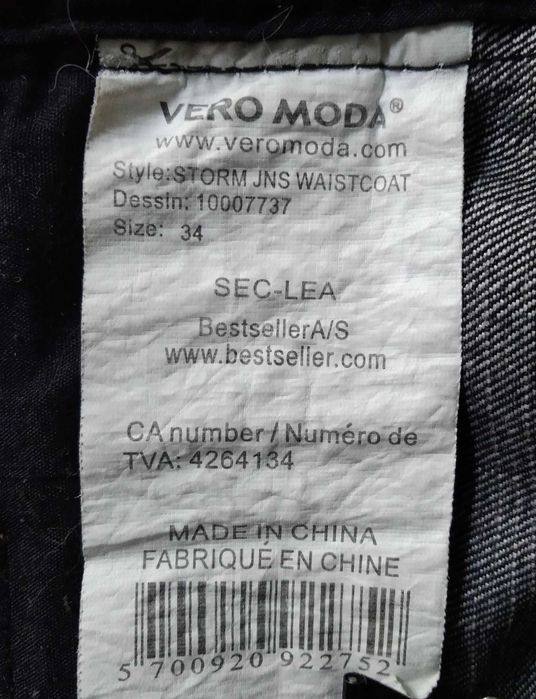 VERO MODA®
www.veromoda.com
Style:STORM JNS WAISTCOAT
Dessin: 10007737
Size: 34
SEC-LEA
BestsellerA/S
www.bestseller.com
CA number / Numéro de
TVA: 4264134
MADE IN CHINA
FABRIQUE EN CHINE
5 700920 922752